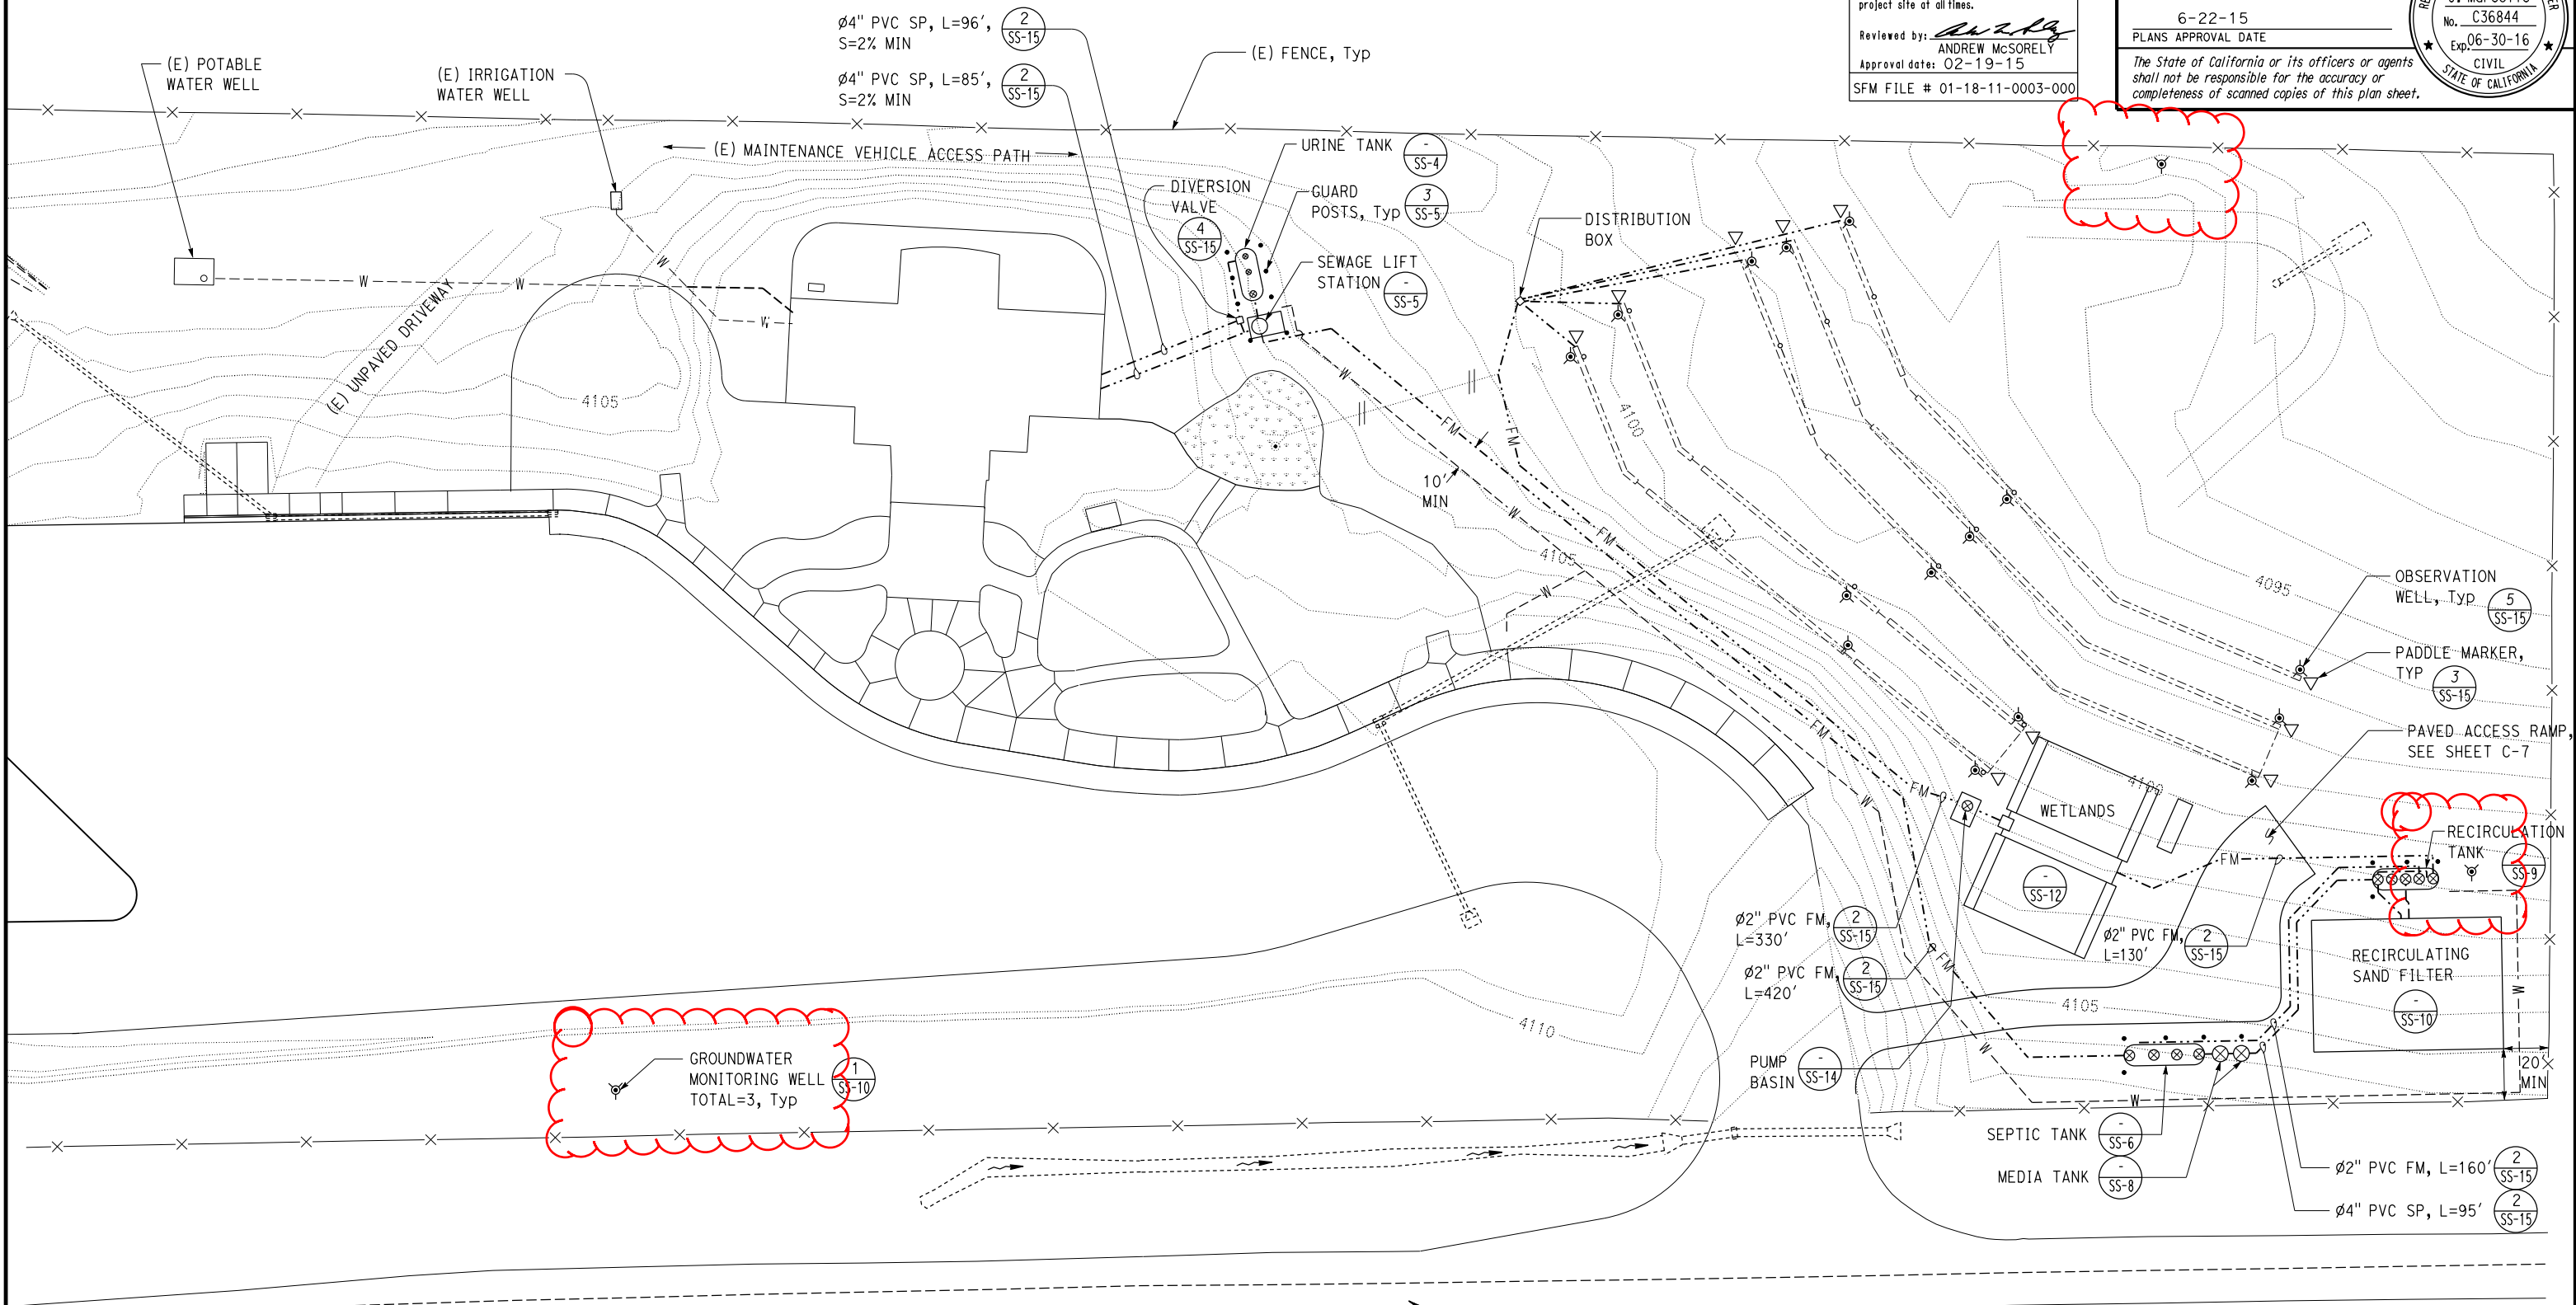 Ø4" PVC SP, L=96',
S=2% MIN
2
SS-15
Ø4" PVC SP, L=85',
S=2% MIN
2
SS-15
(E) FENCE, Typ
(E) POTABLE
WATER WELL
(E) IRRIGATION
WATER WELL
project site at all times.
Reviewed by:
ANDREW McSORELY
Approval date: 02-19-15
SFM FILE # 01-18-11-0003-000
6-22-15
PLANS APPROVAL DATE
The State of California or its officers or agents
shall not be responsible for the accuracy or
completeness of scanned copies of this plan sheet.
No. C36844
Exp. 06-30-16
CIVIL
STATE OF CALIFORNIA
(E) MAINTENANCE VEHICLE ACCESS PATH
URINE TANK
-
SS-4
DIVERSION
VALVE
4
SS-15
GUARD
POSTS, Typ
3
SS-5
SEWAGE LIFT
STATION
-
SS-5
DISTRIBUTION
BOX
W
W
W
W
(E) UNPAVED DRIVEWAY
4105
W
FM
FM
4100
10'
MIN
W
FM
4105
W
4095
OBSERVATION
WELL, Typ
5
SS-15
PADDLE MARKER,
TYP
3
SS-15
PAVED ACCESS RAMP,
SEE SHEET C-7
FM
W
FM
4100
WETLANDS
-
SS-12
RECIRCULATION
TANK
-
SS-9
FM
Ø2" PVC FM,
L=330'
2
SS-15
Ø2" PVC FM,
L=420'
2
SS-15
FM
Ø2" PVC FM,
L=130'
2
SS-15
RECIRCULATING
SAND FILTER
-
SS-10
W
4105
4110
GROUNDWATER
MONITORING WELL
TOTAL=3, Typ
1
SS-10
PUMP
BASIN
-
SS-14
W
20'
MIN
W
SEPTIC TANK
-
SS-6
MEDIA TANK
-
SS-8
Ø2" PVC FM, L=160'
2
SS-15
Ø4" PVC SP, L=95'
2
SS-15